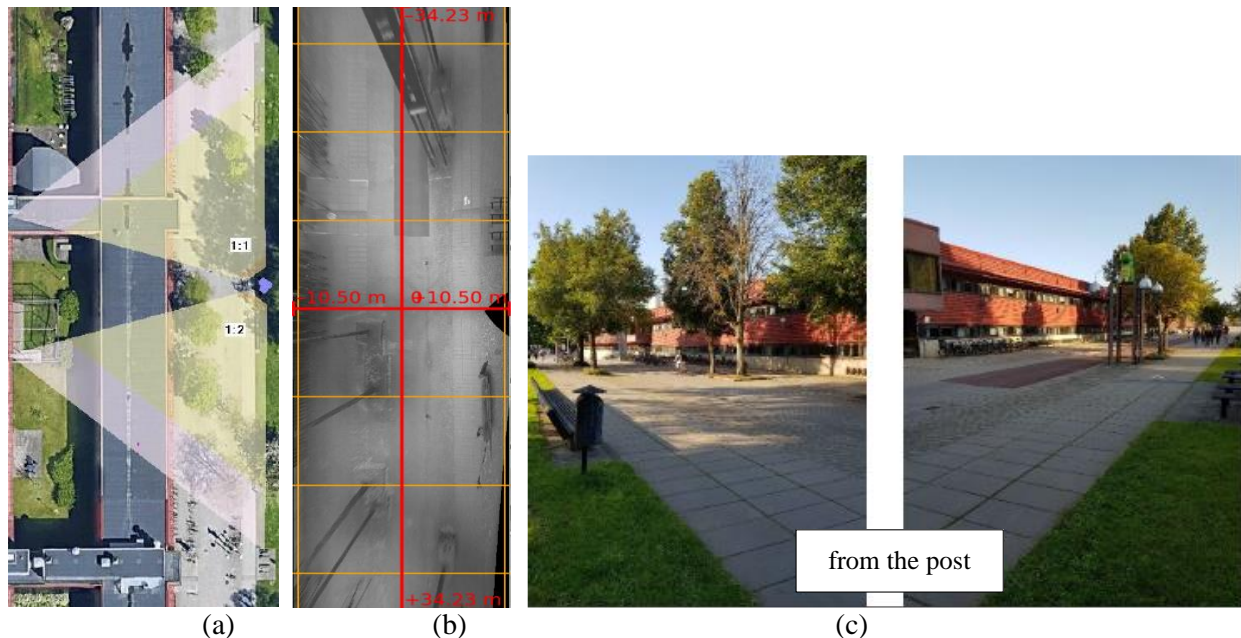 -34.23 m
1:1
-10.50 m 0 +10.50 m
1:2
from the post
+34.23 m
(a) (b) (c)